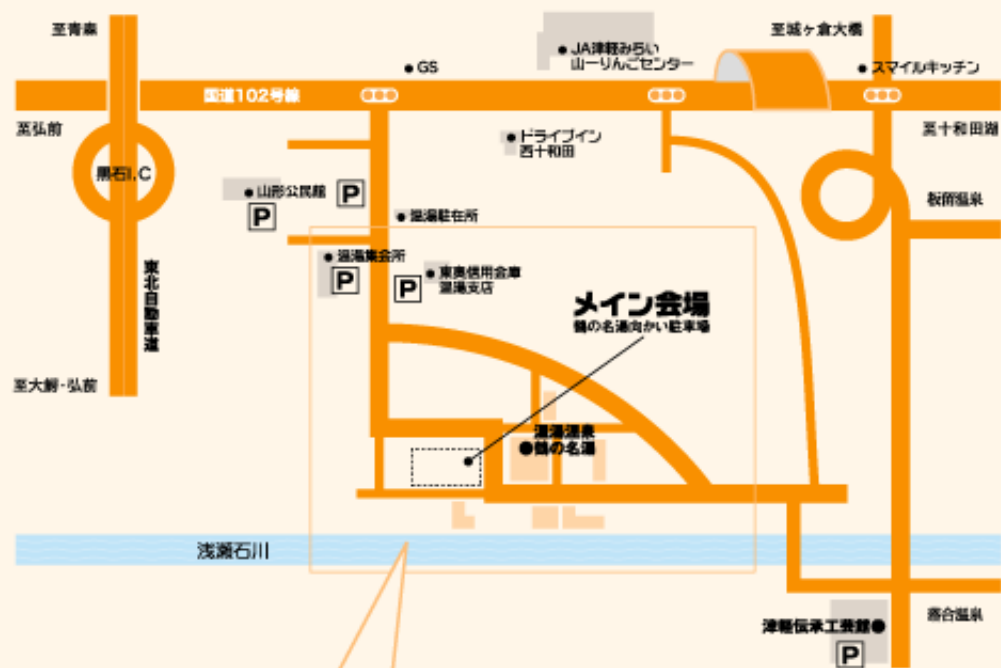 至青森
JA津軽みらい
山一りんごセンター
至城ヶ倉大橋
GS
スマイルキッチン
国道102号線
至弘前
至十和田湖
ドライブイン
西十和田
黒石I.C
山形公民館
P
P
板留温泉
温湯駐在所
温湯集会所
P
東奥信用金庫
温湯支店
P
東北自動車道
メイン会場
鶴の名湯向かい駐車場
至大鰐・弘前
温湯温泉
鶴の名湯
浅瀬石川
落合温泉
津軽伝承工芸館
P